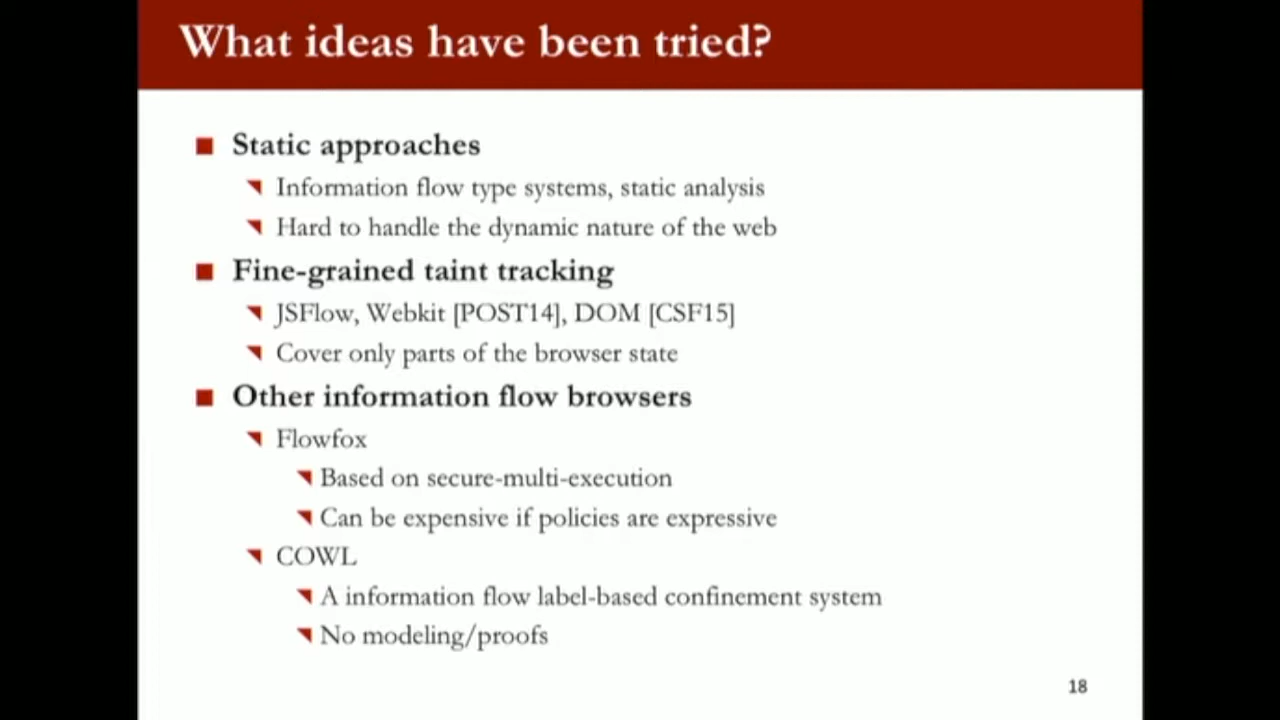 What ideas have been tried?
Static approaches
Information flow type systems, static analysis
Hard to handle the dynamic nature of the web
Fine-grained taint tracking
JSFlow, Webkit [POST14], DOM [CSF15]
Cover only parts of the browser state
Other information flow browsers
Flowfox
Based on secure-multi-execution
Can be expensive if policies are expressive
COWL
A information flow label-based confinement system
No modeling/proofs
18